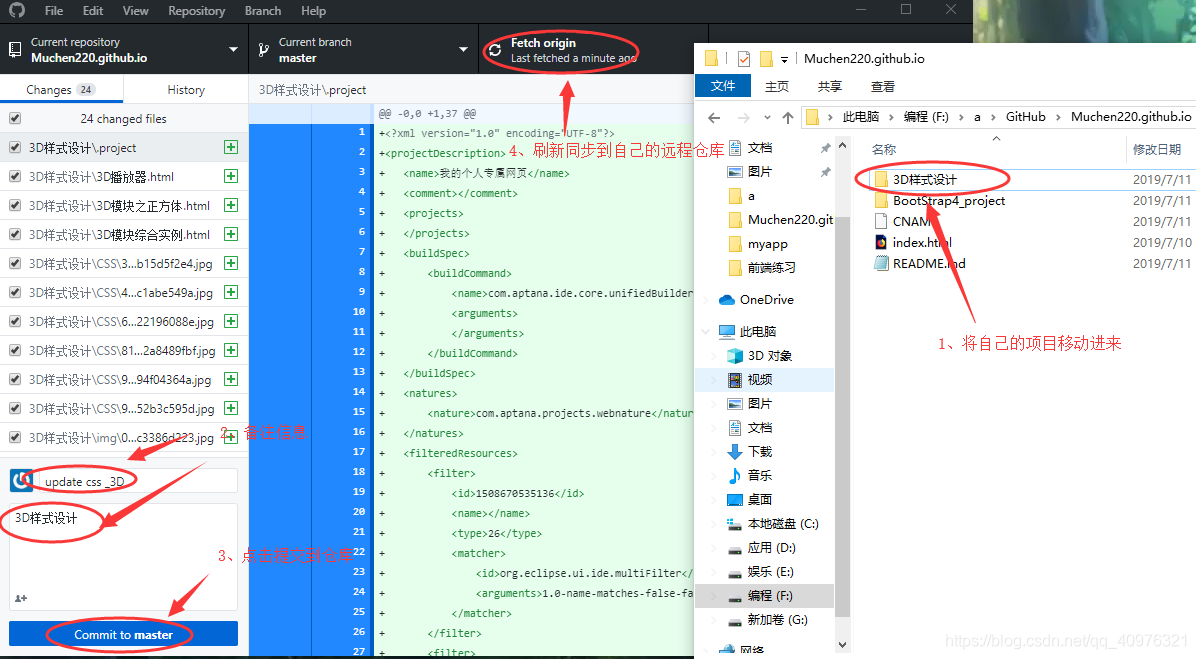 File Edit View Repository Branch Help
Current repository
Muchen220.github.io
Current branch
master
Fetch origin
Last fetched a minute ago
Changes 24
History
24 changed files
3D样式设计\.project
3D样式设计\3D播放器.html
3D样式设计\3D模块之正方体.html
3D样式设计\3D模块综合实例.html
3D样式设计\CSS\3...b15d5f2e4.jpg
3D样式设计\CSS\4...c1abe549a.jpg
3D样式设计\CSS\6...22196088e.jpg
3D样式设计\CSS\81...2a8489fbf.jpg
3D样式设计\CSS\9...94f04364a.jpg
3D样式设计\CSS\9...52b3c595d.jpg
3D样式设计\img\0...c3386d223.jpg
update css _3D
3D样式设计
3、
Commit to master
3D样式设计\.project
@@ -0,0 +1,37 @@
1 +<?xml version="1.0" encoding="UTF-8"?>
2 +<projectDescription>
3 + <name>我的个人专属网页</name>
4 + <comment></comment>
5 + <projects>
6 + </projects>
7 + <buildSpec>
8 + <buildCommand>
9 + <name>com.aptana.ide.core.unifiedBuilder
10 + <arguments>
11 + </arguments>
12 + </buildCommand>
13 + </buildSpec>
14 + <natures>
15 + <nature>com.aptana.projects.webnature</natur
16 + </natures>
17 + <filteredResources>
18 + <filter>
19 + <id>1508670535136</id>
20 + <name></name>
21 + <type>26</type>
22 + <matcher>
23 + <id>org.eclipse.ui.ide.multiFilter</
24 + <arguments>1.0-name-matches-false-fa
25 + </matcher>
26 + </filter>
27 + <filter>
4、刷新同步到自己的远程仓库
Muchen220.github.io
文件 主页 共享 查看
此电脑 编程 (F:) a GitHub Muchen220.github.io
文档
图片
a
Muchen220.git
myapp
前端练习
OneDrive
此电脑
3D 对象
视频
图片
文档
下载
音乐
桌面
本地磁盘 (C:)
应用 (D:)
娱乐 (E:)
编程 (F:)
新加卷 (G:)
网络
名称 修改日期
3D样式设计 2019/7/11
BootStrap4_project 2019/7/11
CNAME 2019/7/11
index.html 2019/7/10
README.md 2019/7/11
1、将自己的项目移动进来
https://blog.csdn.net/qq_40976321